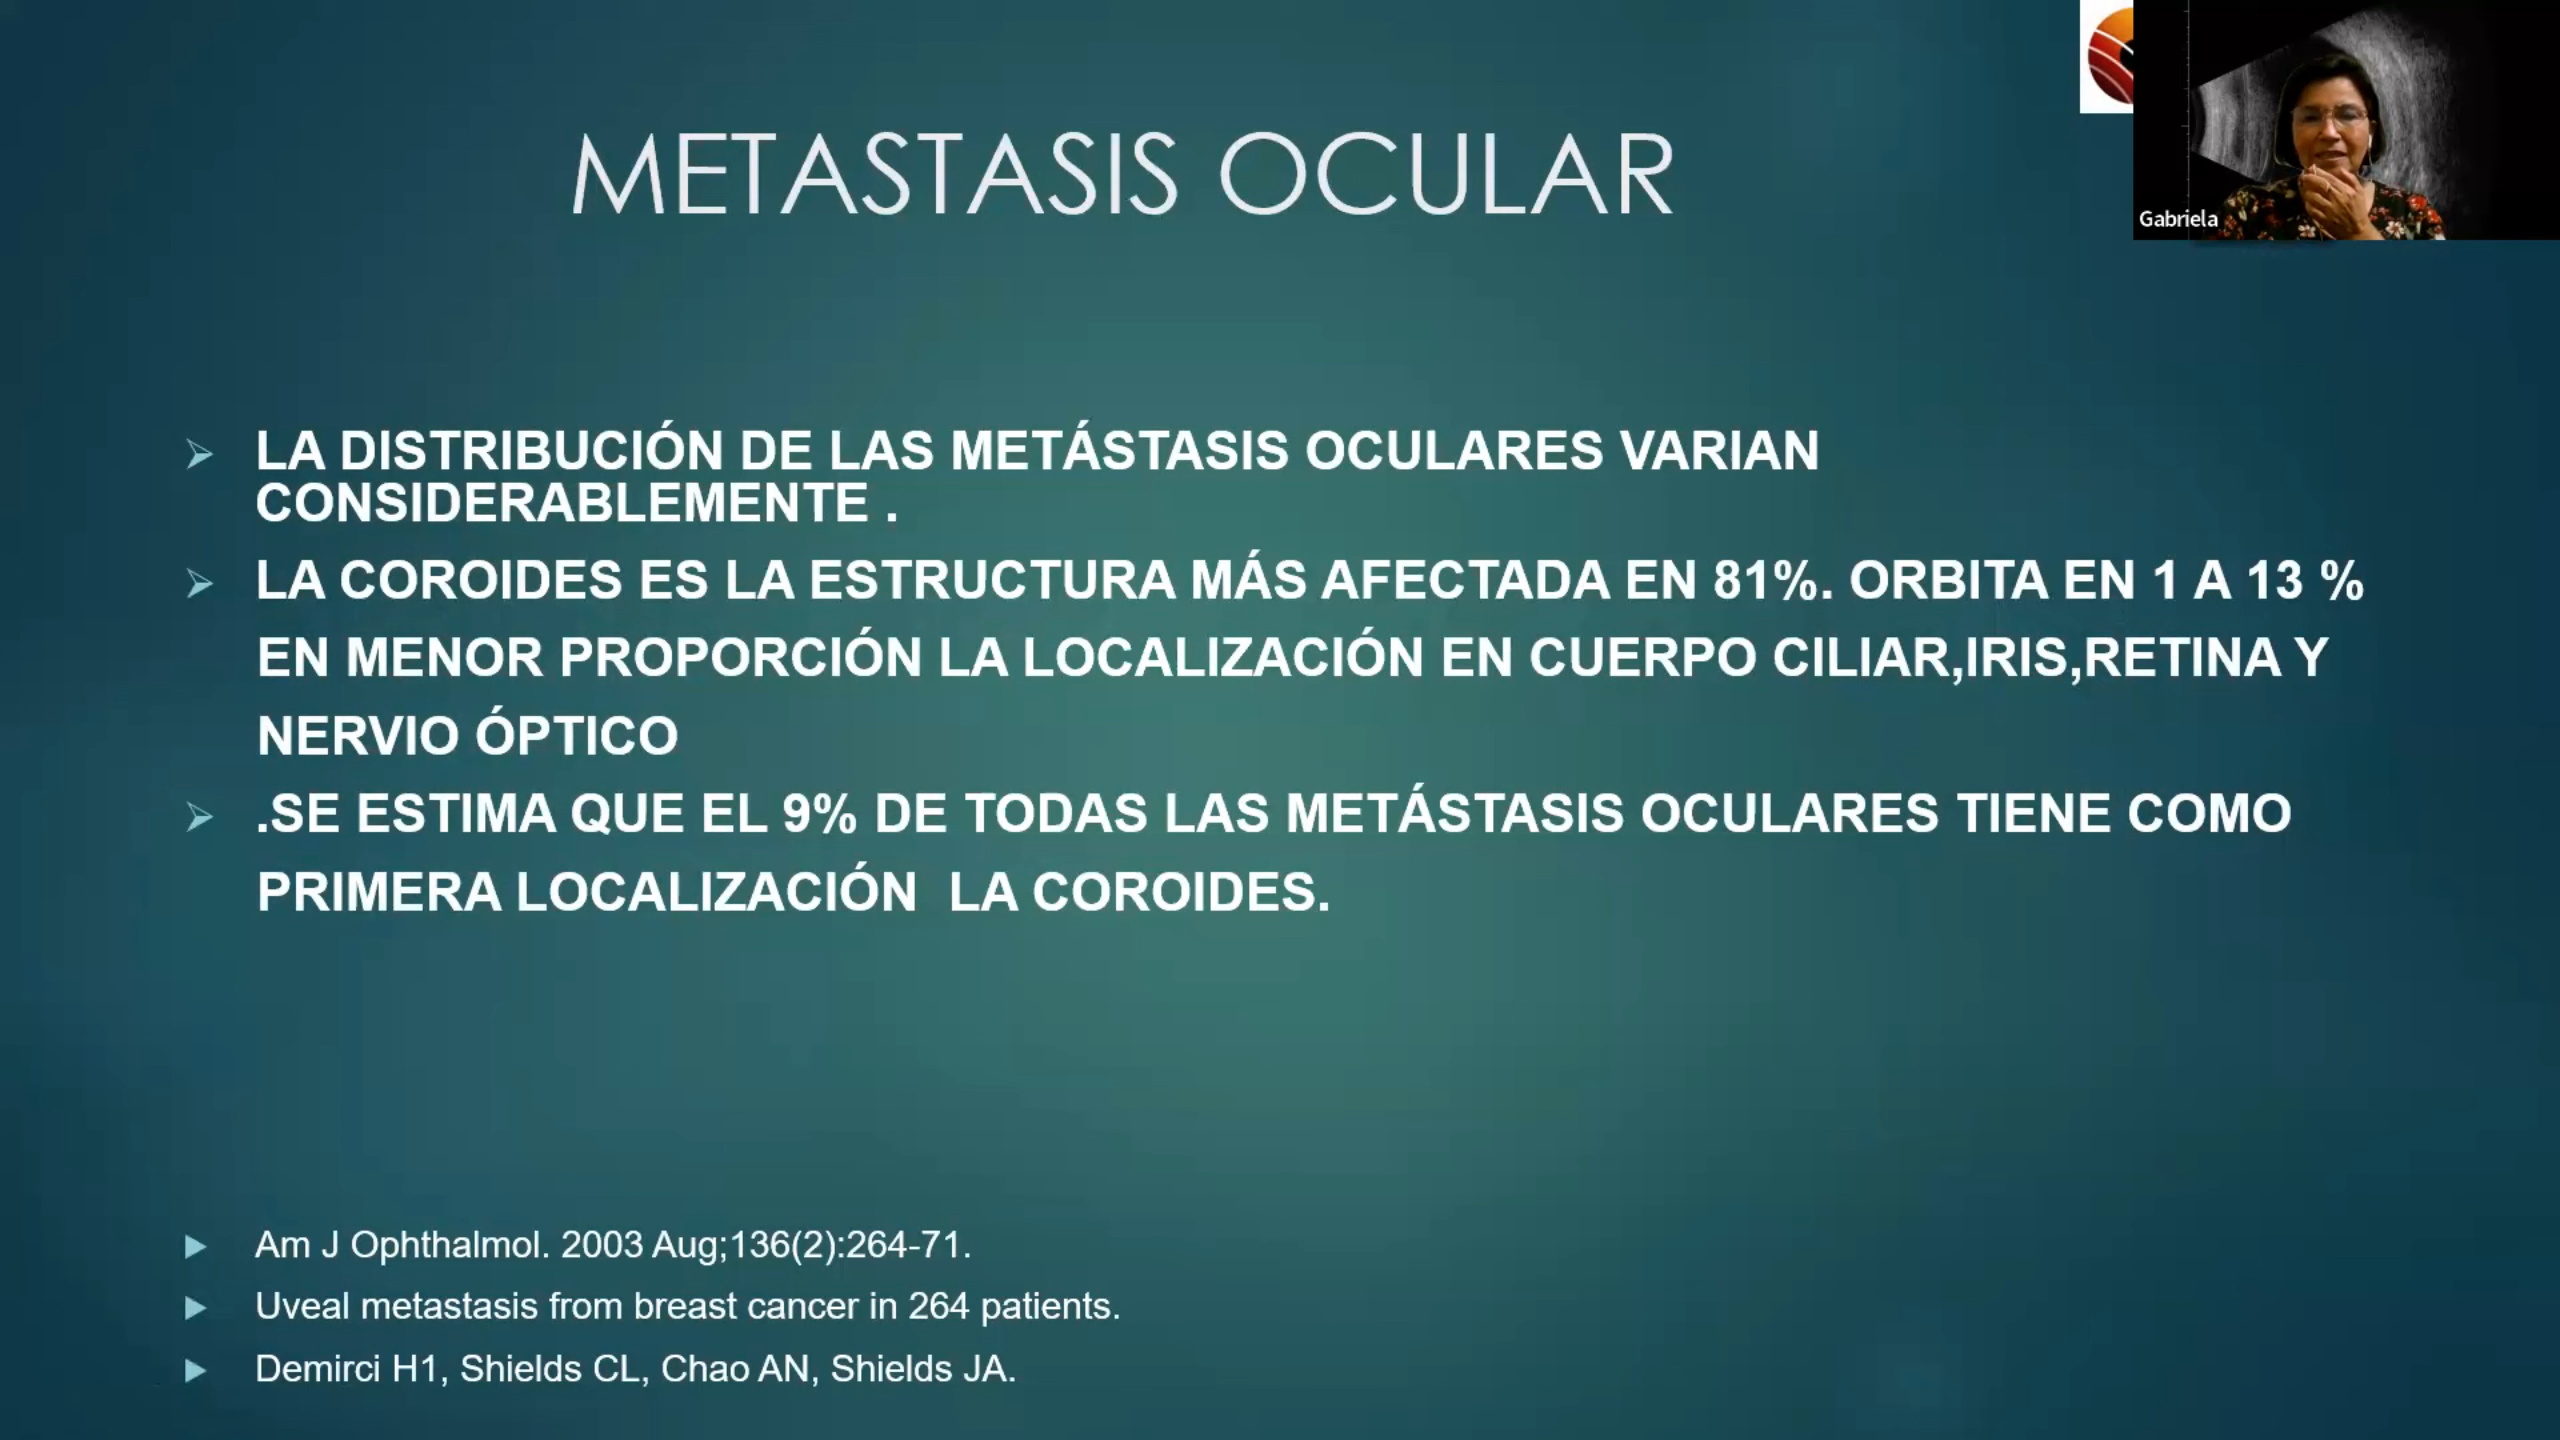 METASTASIS OCULAR
Gabriela
LA DISTRIBUCIÓN DE LAS METÁSTASIS OCULARES VARIAN
CONSIDERABLEMENTE .
LA COROIDES ES LA ESTRUCTURA MÁS AFECTADA EN 81%. ORBITA EN 1 A 13 %
EN MENOR PROPORCIÓN LA LOCALIZACIÓN EN CUERPO CILIAR,IRIS,RETINA Y
NERVIO ÓPTICO
.SE ESTIMA QUE EL 9% DE TODAS LAS METÁSTASIS OCULARES TIENE COMO
PRIMERA LOCALIZACIÓN  LA COROIDES.
Am J Ophthalmol. 2003 Aug;136(2):264-71.
Uveal metastasis from breast cancer in 264 patients.
Demirci H1, Shields CL, Chao AN, Shields JA.